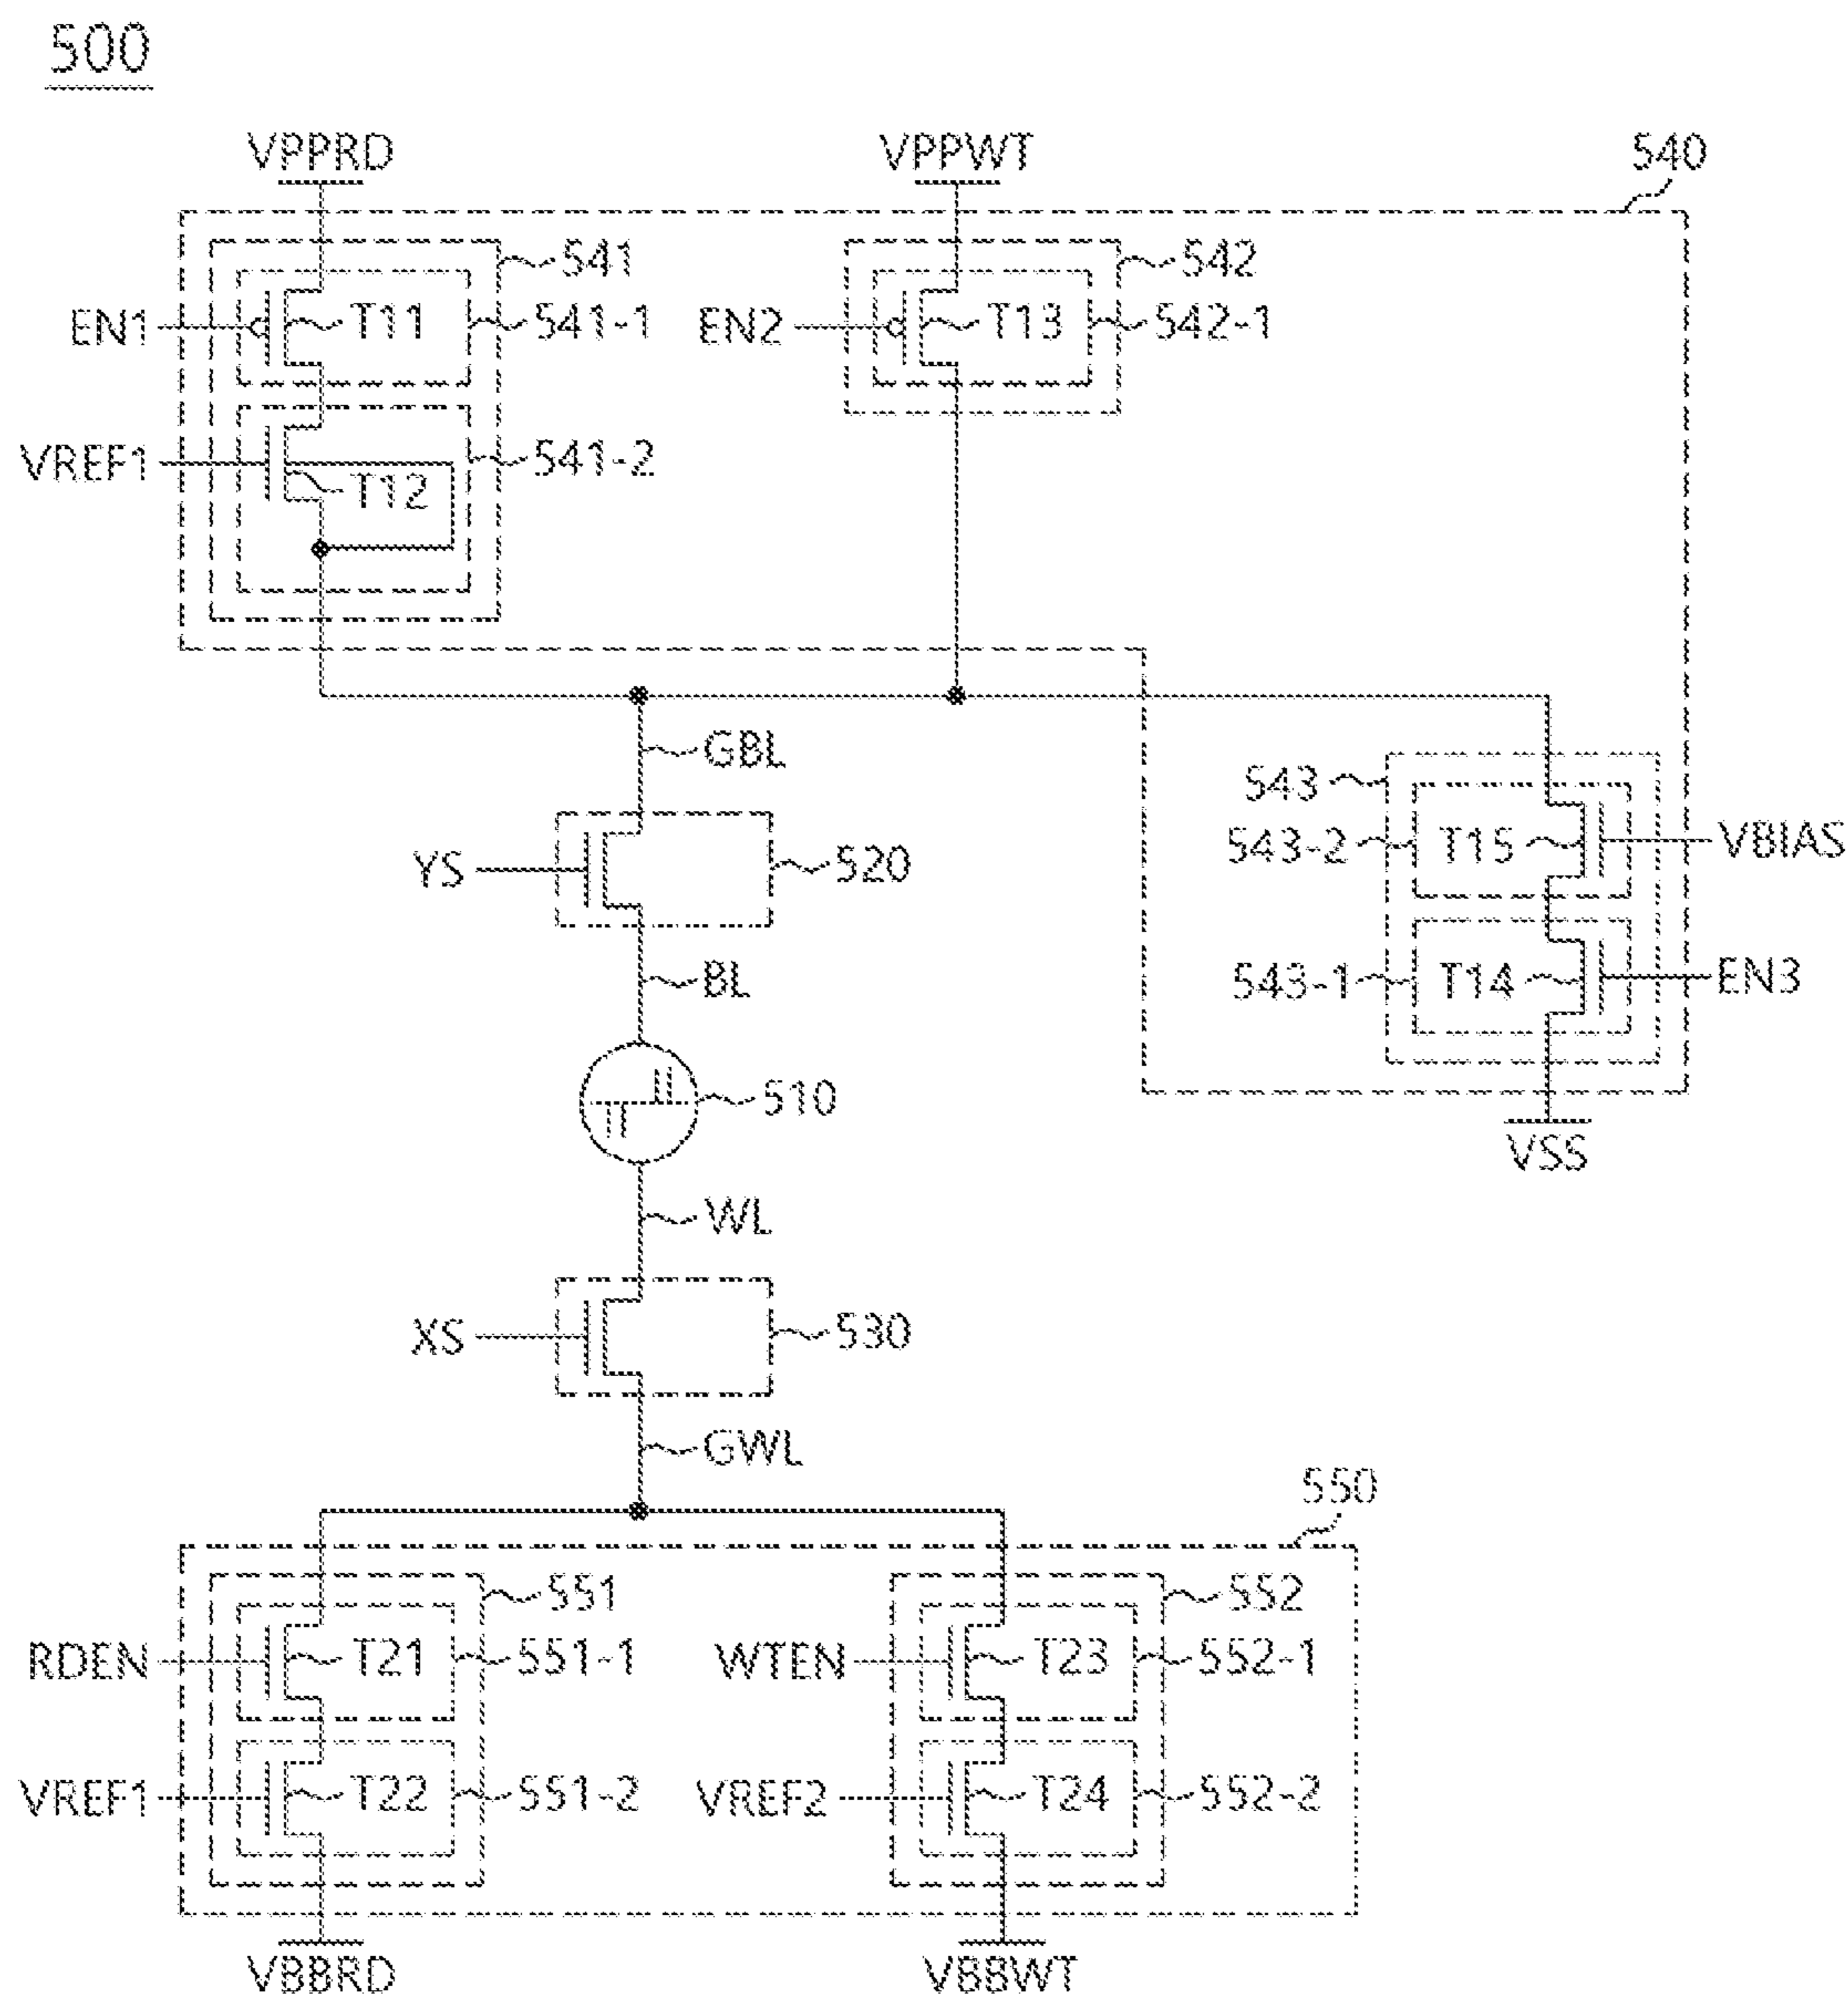 500
VPPRD VPPWT 540
541 542
EN1 T11 541-1 EN2 T13 542-1
VREF1 T12 541-2
GBL
543
YS 520 543-2 T15 VBIAS
BL 543-1 T14 EN3
510
VSS
WL
XS 530
GWL
550
551 552
RDEN T21 551-1 WTEN T23 552-1
VREF1 T22 551-2 VREF2 T24 552-2
VBBRD VBBWT